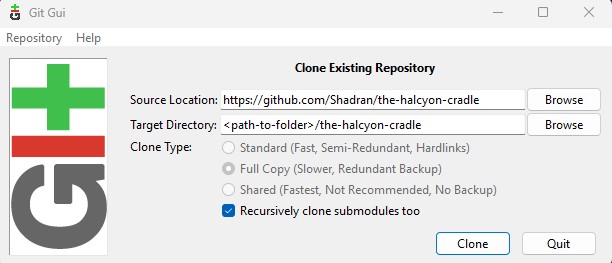 Git Gui
Repository Help
Clone Existing Repository
Source Location: https://github.com/Shadran/the-halcyon-cradle Browse
Target Directory: <path-to-folder>/the-halcyon-cradle Browse
Clone Type: Standard (Fast, Semi-Redundant, Hardlinks)
Full Copy (Slower, Redundant Backup)
Shared (Fastest, Not Recommended, No Backup)
Recursively clone submodules too
Clone Quit